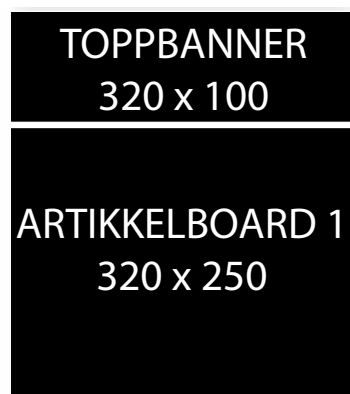 TOPPBANNER
320 x 100
ARTIKKELBOARD 1
320 x 250